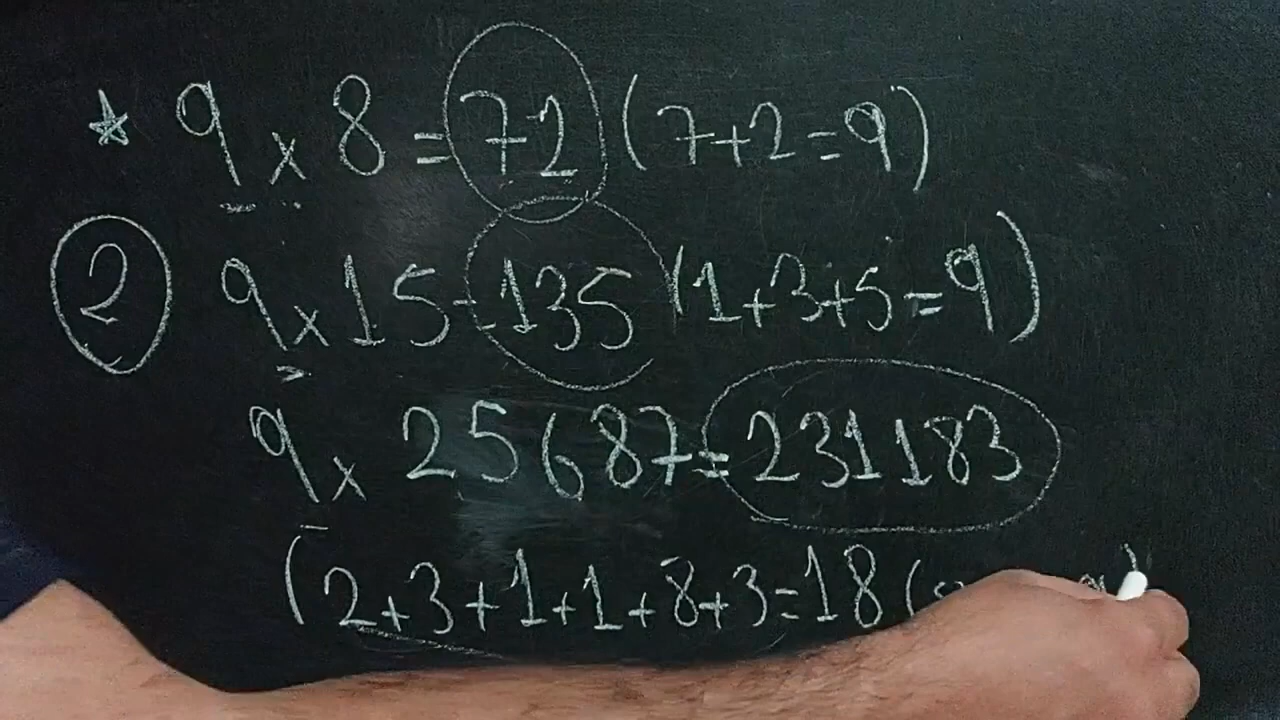 ☆ 9 x 8 = 72 (7+2=9)
2 9 x 15 = 135 (1+3+5=9)
9 x 25687 = 231183
(2+3+1+1+8+3=18 (